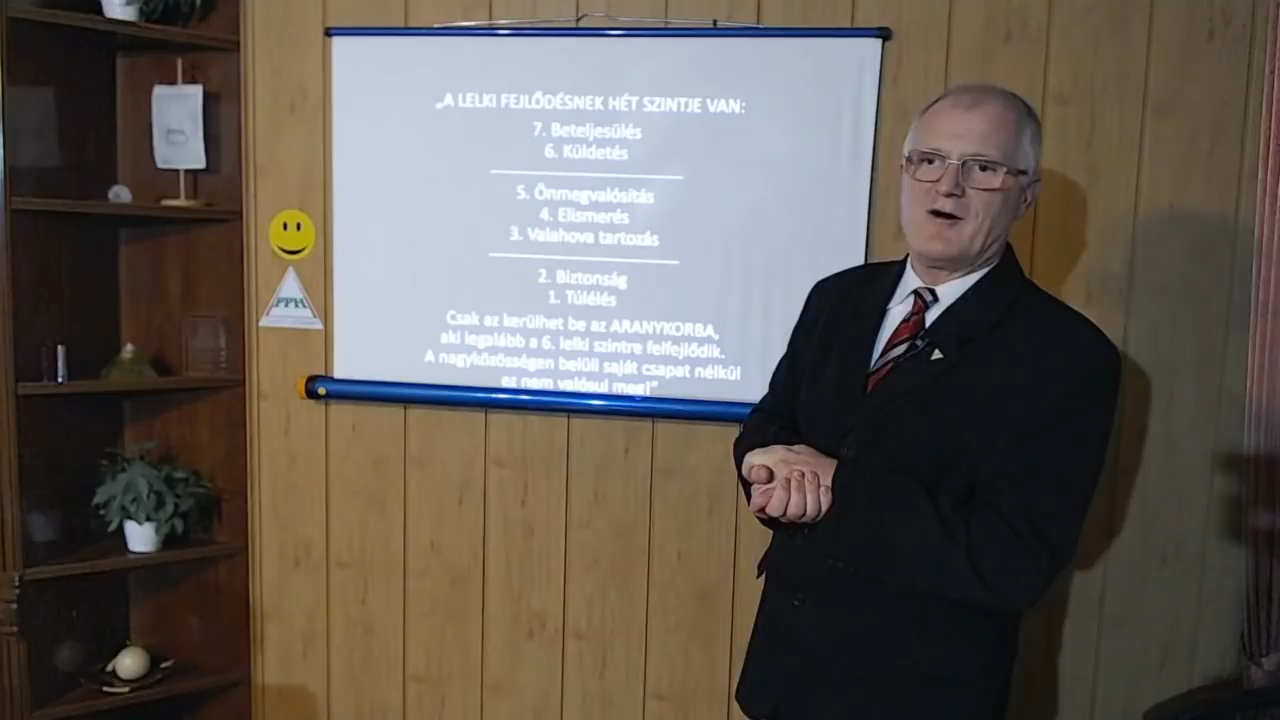 „A LELKI FEJLŐDÉSNEK HÉT SZINTJE VAN:
7. Beteljesülés
6. Küldetés
5. Önmegvalósítás
4. Elismerés
3. Valahova tartozás
2. Biztonság
1. Túlélés
Csak az kerülhet be az ARANYKORBA,
aki legalább a 6. lelki szintre felfejlődik.
A nagyközösségen belüli saját csapat nélkül
ez nem valósul meg!”
PPH